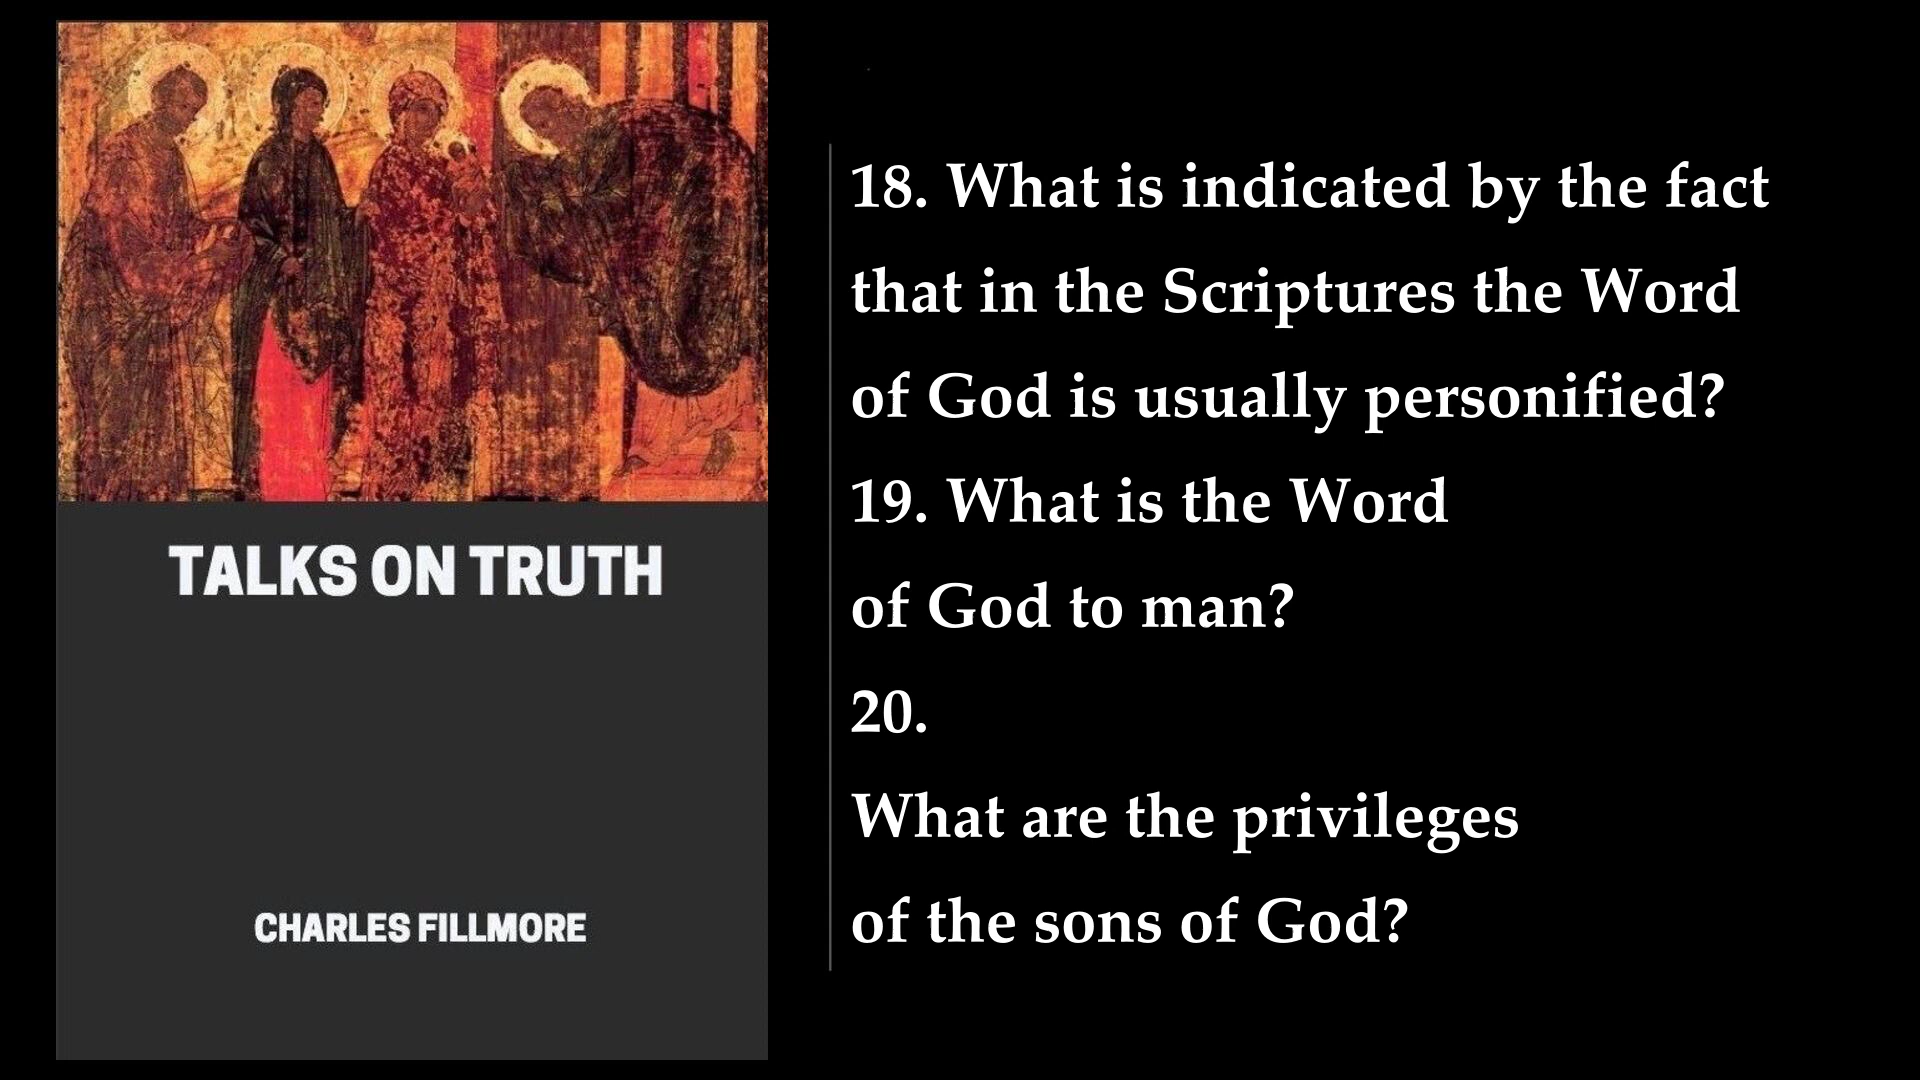 TALKS ON TRUTH
CHARLES FILLMORE
18. What is indicated by the fact
that in the Scriptures the Word
of God is usually personified?
19. What is the Word
of God to man?
20.
What are the privileges
of the sons of God?